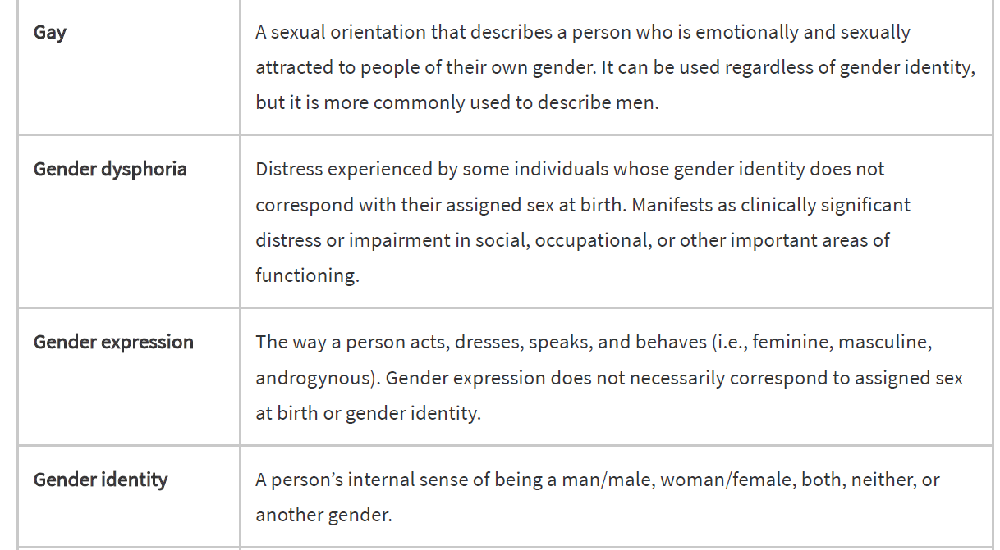 Gay
A sexual orientation that describes a person who is emotionally and sexually
attracted to people of their own gender. It can be used regardless of gender identity,
but it is more commonly used to describe men.
Gender dysphoria
Distress experienced by some individuals whose gender identity does not
correspond with their assigned sex at birth. Manifests as clinically significant
distress or impairment in social, occupational, or other important areas of
functioning.
Gender expression
The way a person acts, dresses, speaks, and behaves (i.e., feminine, masculine,
androgynous). Gender expression does not necessarily correspond to assigned sex
at birth or gender identity.
Gender identity
A person’s internal sense of being a man/male, woman/female, both, neither, or
another gender.